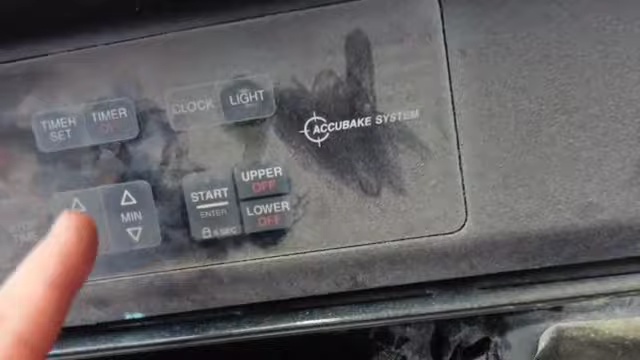 TIMER
SET
TIMER
OFF
CLOCK
LIGHT
ACCUBAKE SYSTEM
MIN
START
ENTER
UPPER
OFF
LOWER
OFF